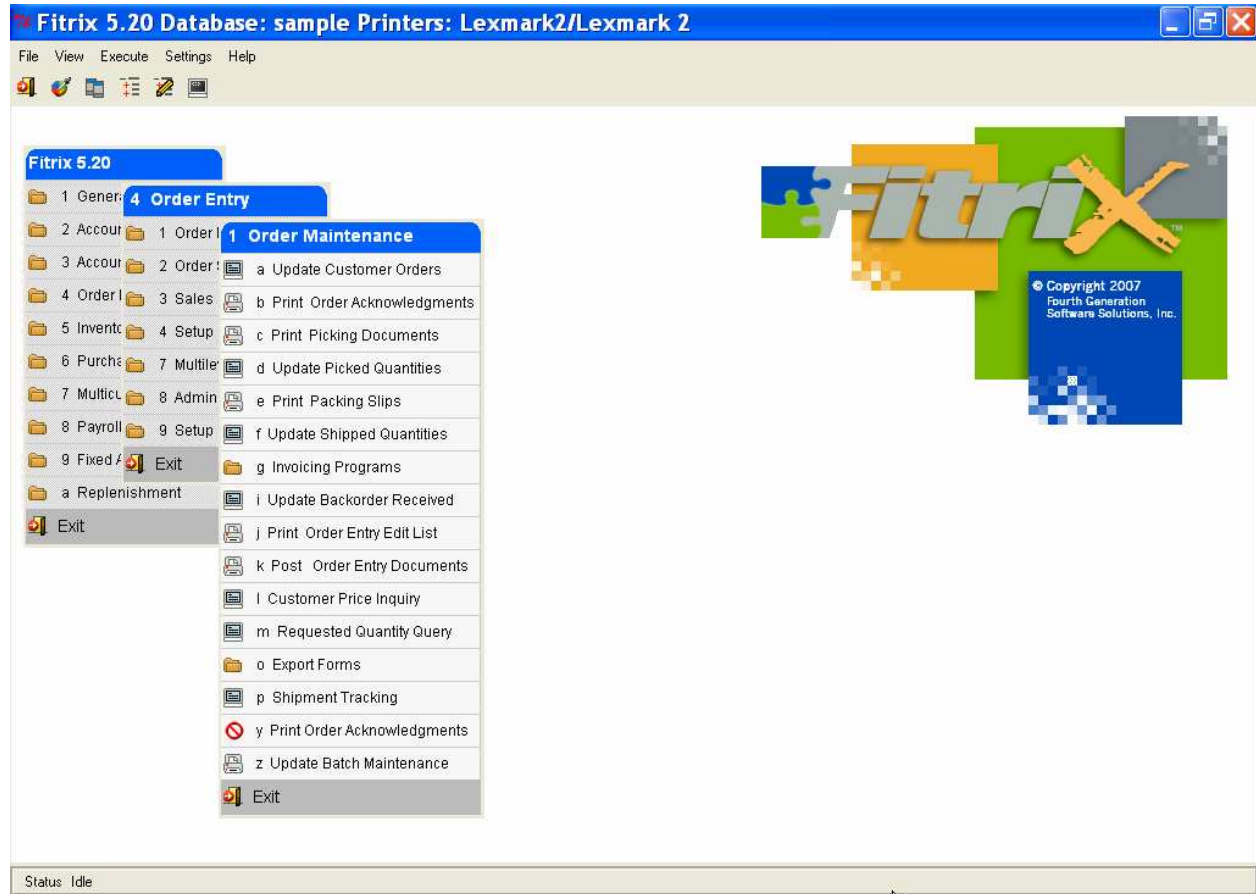 Fitrix 5.20 Database: sample Printers: Lexmark2/Lexmark 2
File View Execute Settings Help
Fitrix
TM
© Copyright 2007
Fourth Generation
Software Solutions, Inc.
Fitrix 5.20
1 Gener
2 Accour
3 Accour
4 Order
5 Invento
6 Purcha
7 Multicu
8 Payroll
9 Fixed
a Replenishment
Exit
4 Order Entry
1 Order
2 Order
3 Sales
4 Setup
7 Multile
8 Admin
9 Setup
Exit
1 Order Maintenance
a Update Customer Orders
b Print Order Acknowledgments
c Print Picking Documents
d Update Picked Quantities
e Print Packing Slips
f Update Shipped Quantities
g Invoicing Programs
i Update Backorder Received
j Print Order Entry Edit List
k Post Order Entry Documents
l Customer Price Inquiry
m Requested Quantity Query
o Export Forms
p Shipment Tracking
y Print Order Acknowledgments
z Update Batch Maintenance
Exit
Status Idle